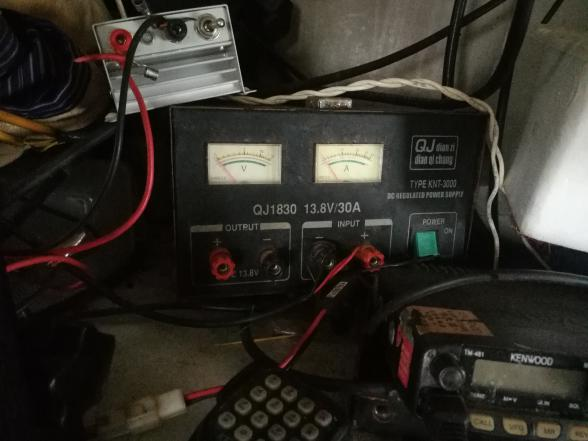 QJ dian zi
dian qi chang
TYPE KNT-3000
DC REGULATED POWER SUPPLY
V
A
QJ1830 13.8V/30A
OUTPUT
INPUT
POWER
ON
+
-
-
+
13.8V
TM-481
KENWOOD
M▸V
CALL
VFO
MR